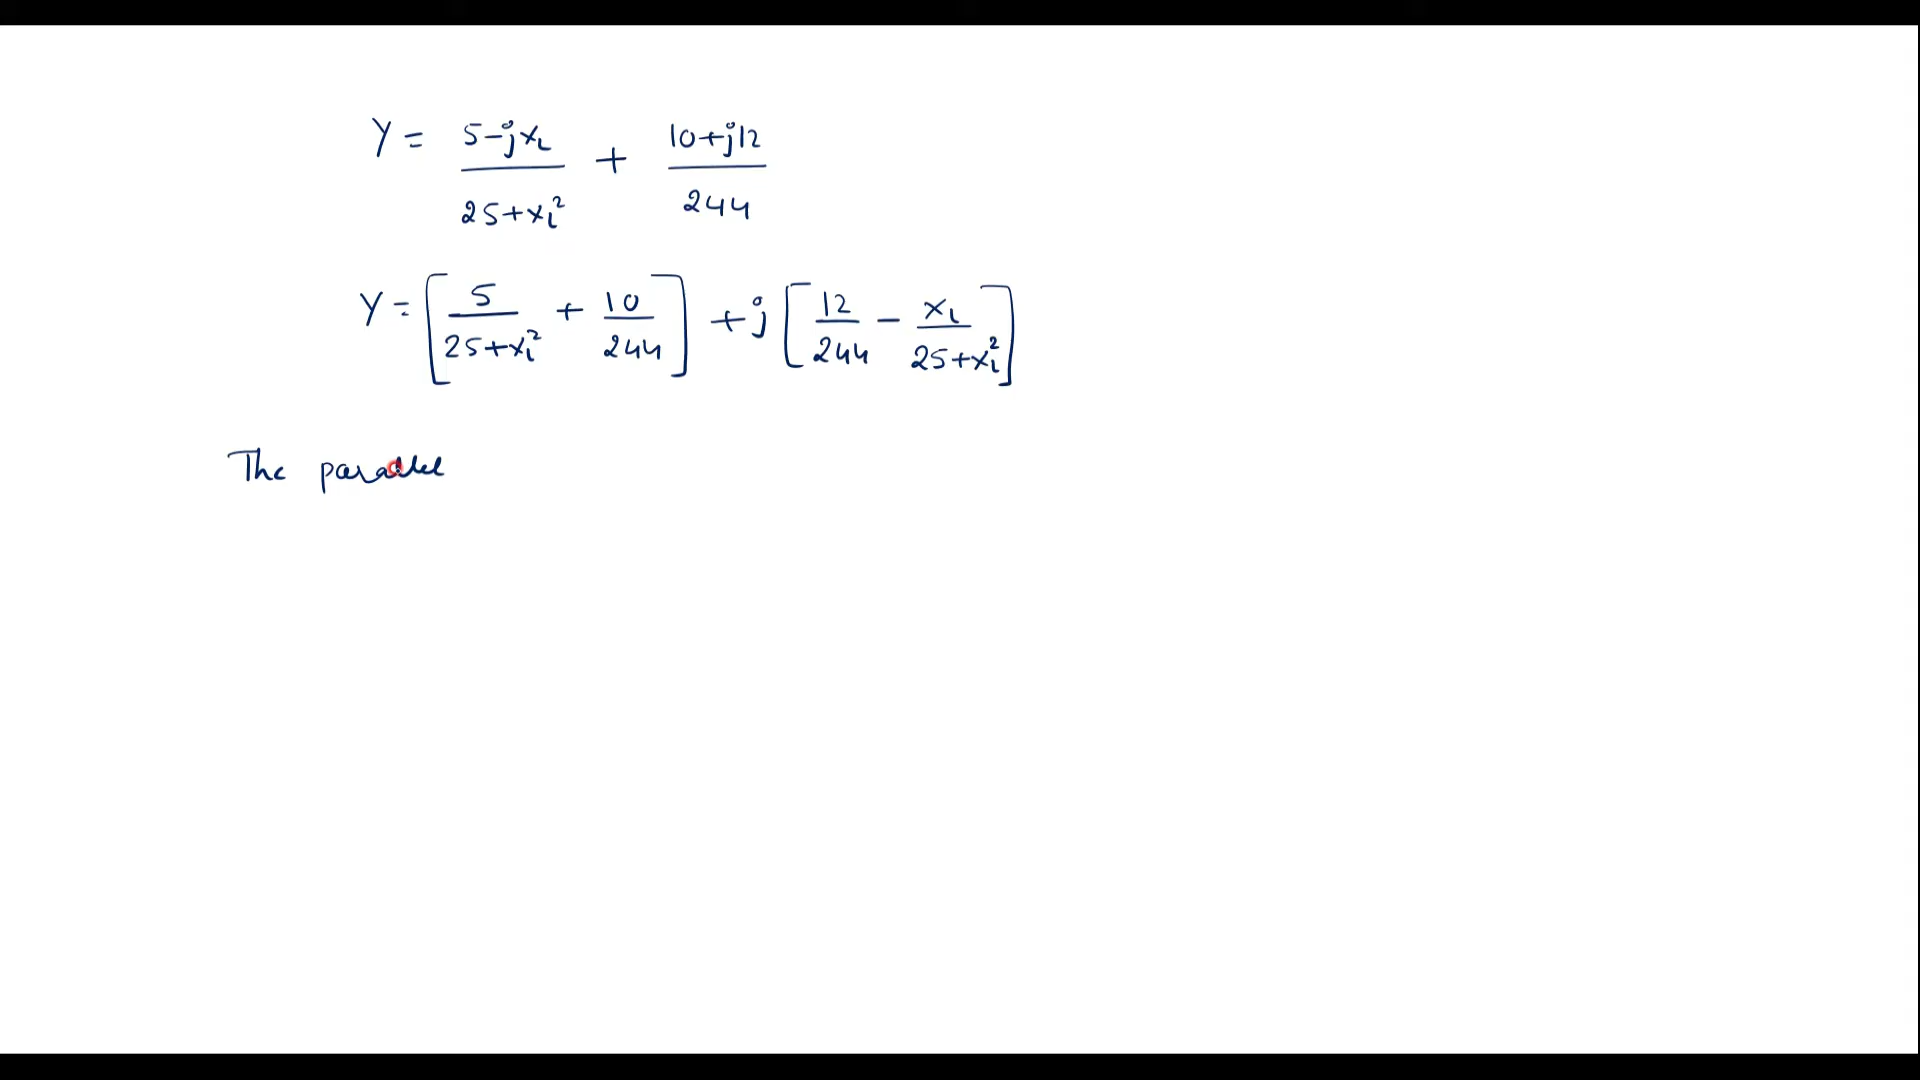 Y = (5-jx_L)/(25+x_L²) + (10+j12)/244
Y = [5/(25+x_L²) + 10/244] + j[12/244 - x_L/(25+x_L²)]
The parallel